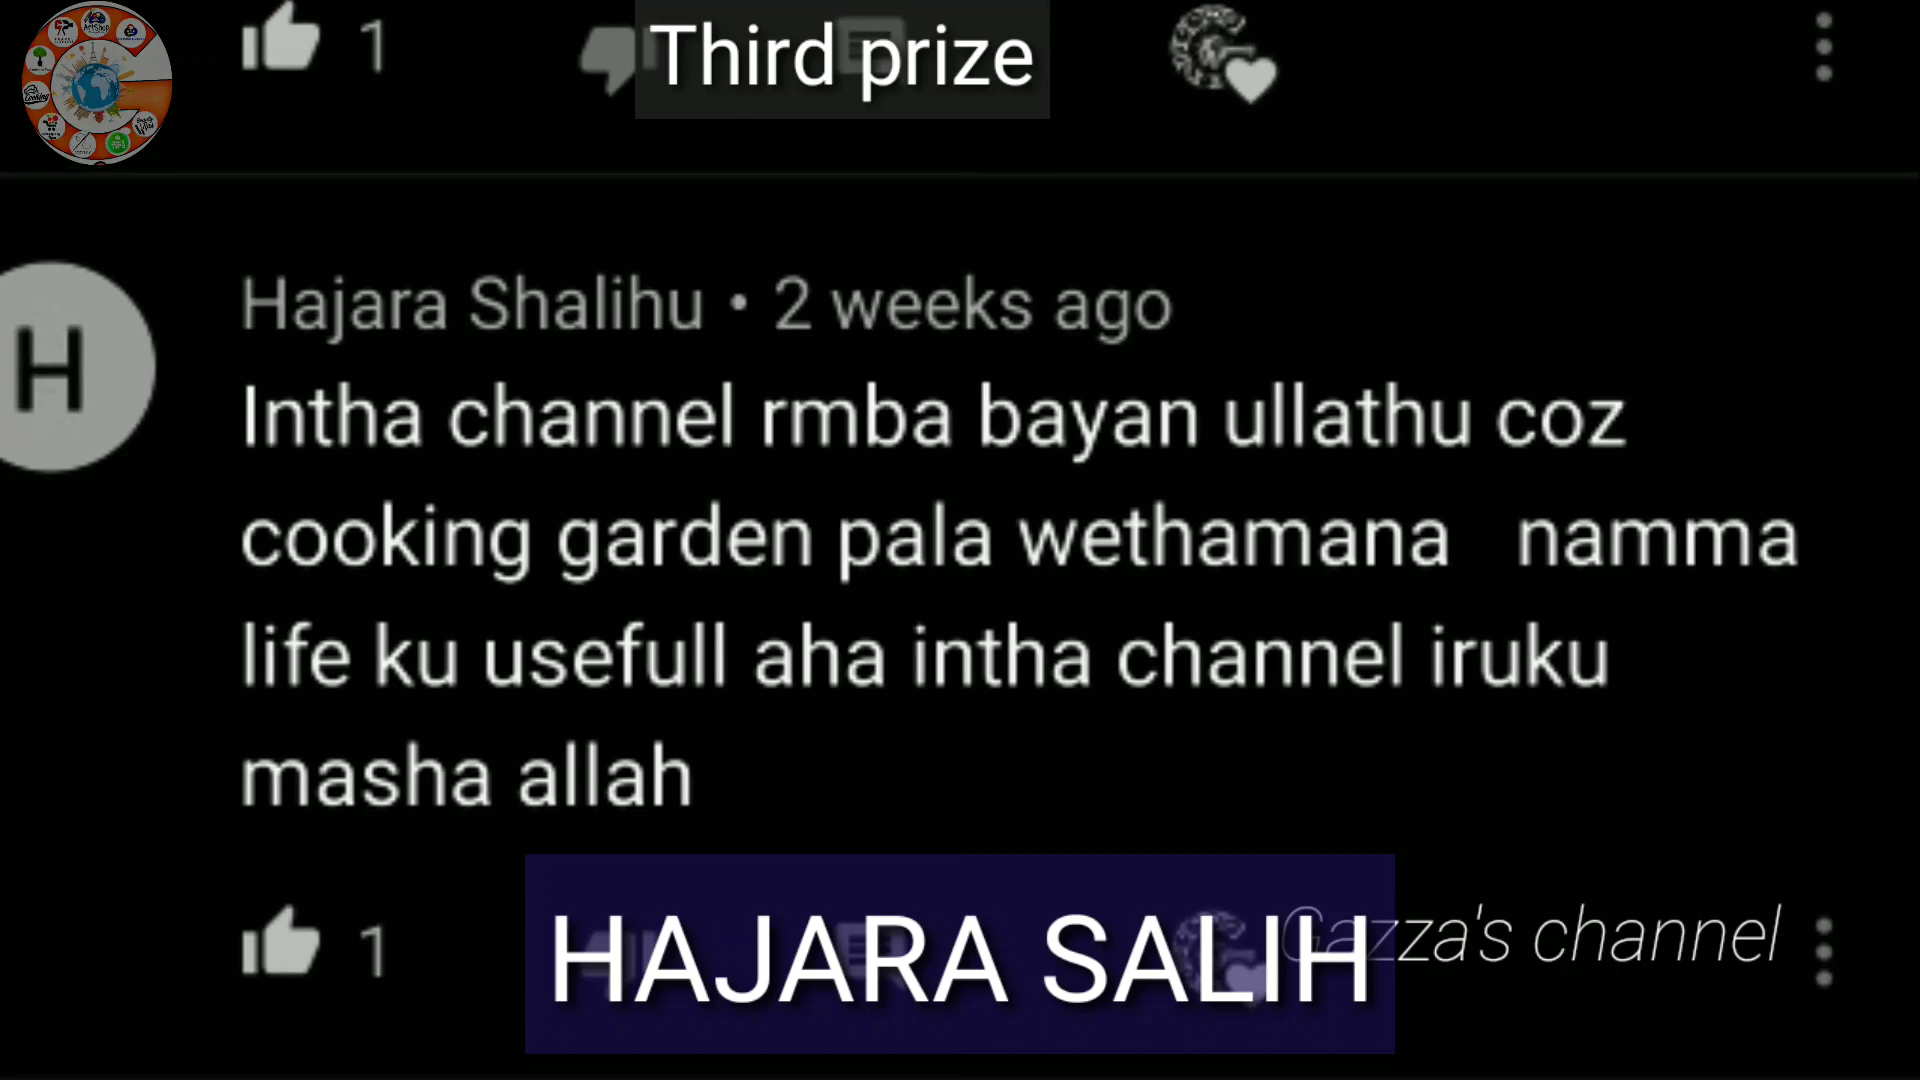 1
Third prize
Hajara Shalihu • 2 weeks ago
Intha channel rmba bayan ullathu coz
cooking garden pala wethamana namma
life ku usefull aha intha channel iruku
masha allah
H
1
HAJARA SALIH
Gazza's channel